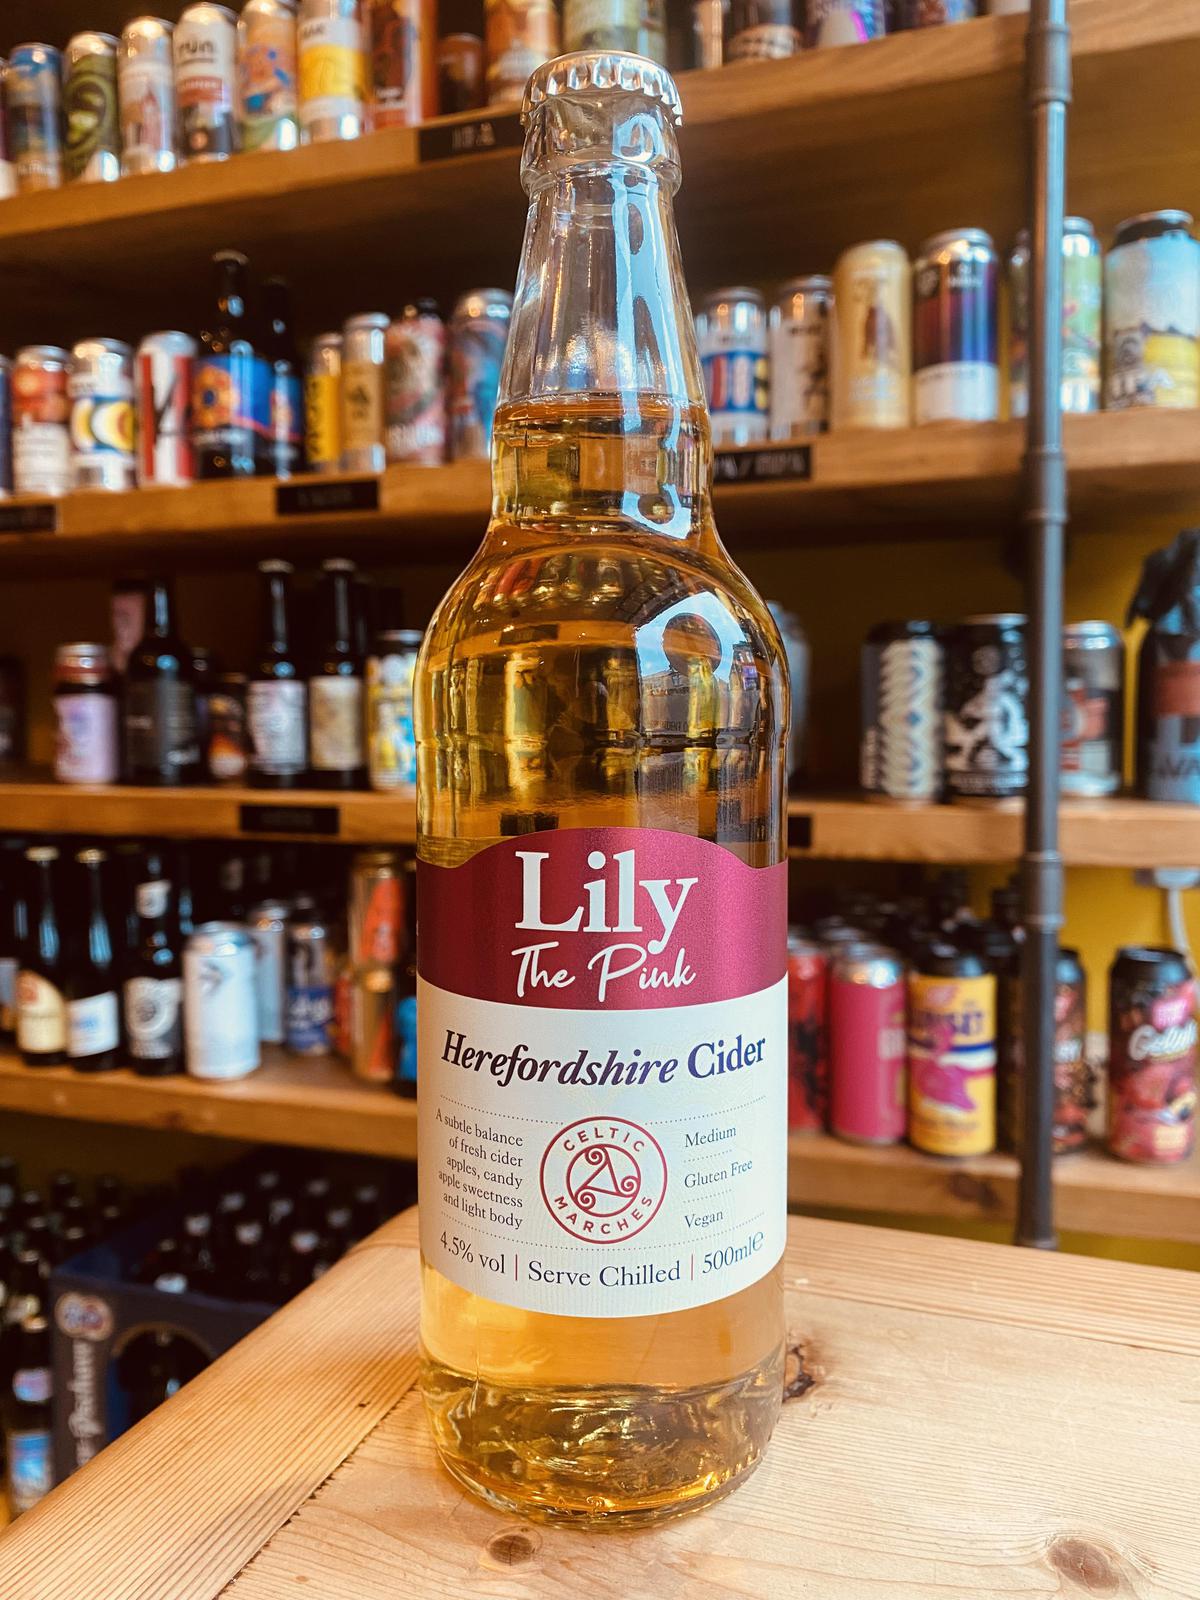 IPA
Lily
The Pink
Herefordshire Cider
A subtle balance
of fresh cider
apples, candy
apple sweetness
and light body
CELTIC
MARCHES
Medium
Gluten Free
Vegan
4.5% vol | Serve Chilled | 500ml℮